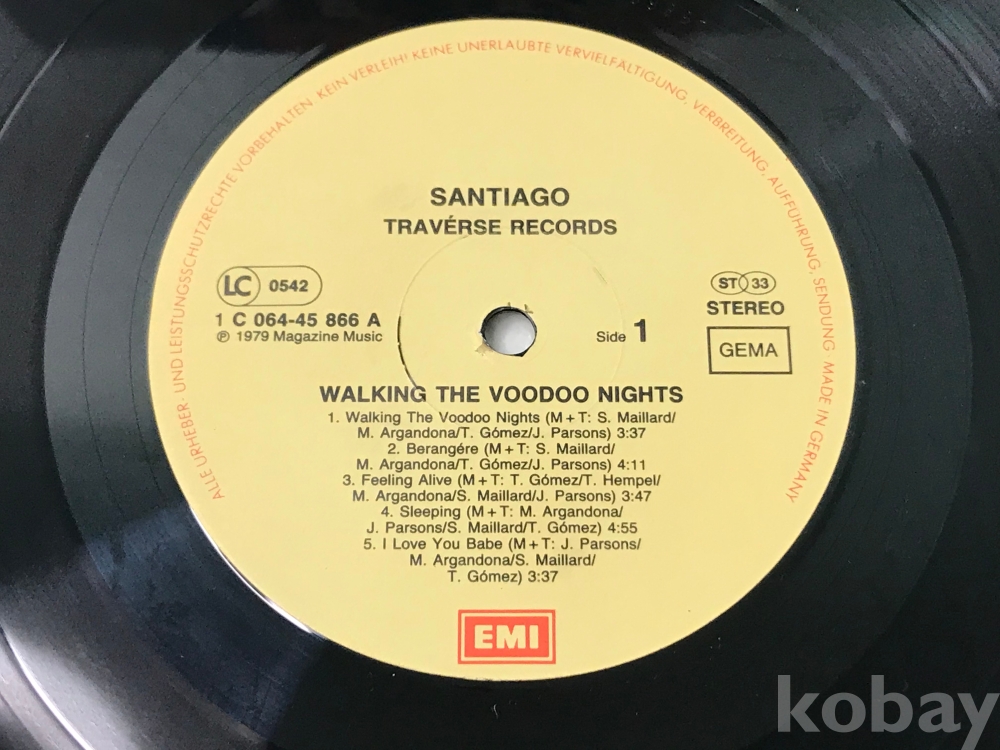 ALLE URHEBER- UND LEISTUNGSSCHUTZRECHTE VORBEHALTEN · KEIN VERLEIH! KEINE UNERLAUBTE VERVIELFÄLTIGUNG, VERBREITUNG, AUFFÜHRUNG, SENDUNG · MADE IN GERMANY
SANTIAGO
TRAVÉRSE RECORDS
LC 0542
1 C 064-45 866 A
℗ 1979 Magazine Music
Side 1
ST 33
STEREO
GEMA
WALKING THE VOODOO NIGHTS
1. Walking The Voodoo Nights (M + T: S. Maillard/
M. Argandona/T. Gómez/J. Parsons) 3:37
2. Berangére (M + T: S. Maillard/
M. Argandona/T. Gómez/J. Parsons) 4:11
3. Feeling Alive (M + T: T. Gómez/T. Hempel/
M. Argandona/S. Maillard/J. Parsons) 3:47
4. Sleeping (M + T: M. Argandona/
J. Parsons/S. Maillard/T. Gómez) 4:55
5. I Love You Babe (M + T: J. Parsons/
M. Argandona/S. Maillard/
T. Gómez) 3:37
EMI
kobay